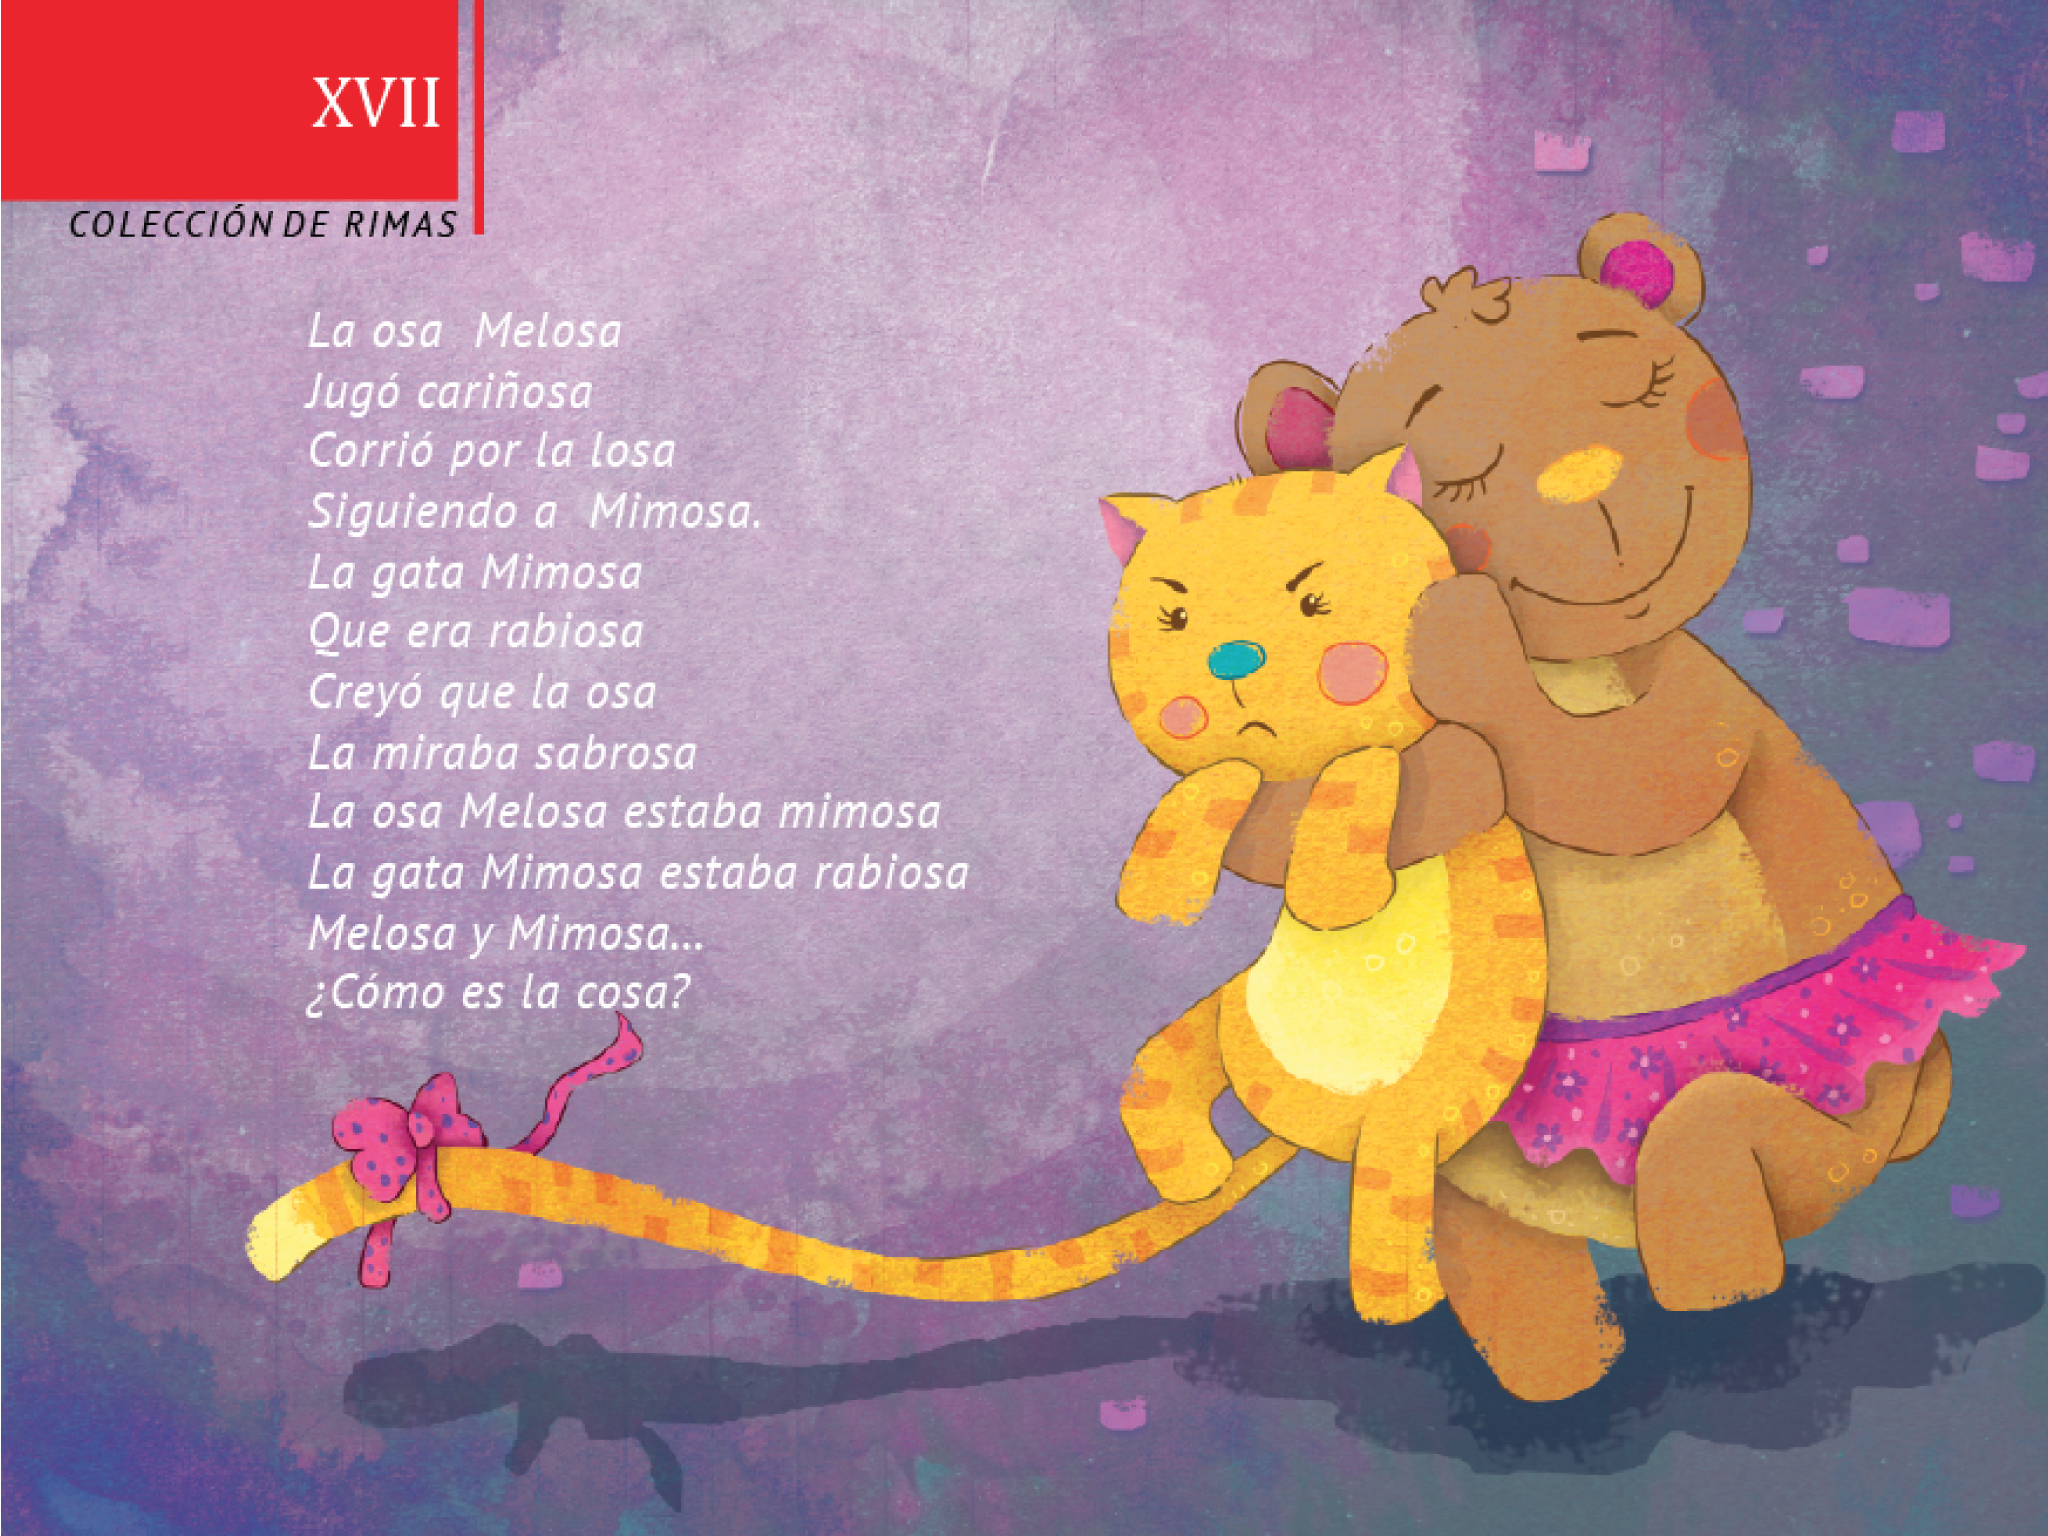 XVII
COLECCIÓN DE RIMAS
La osa Melosa
Jugó cariñosa
Corrió por la losa
Siguiendo a Mimosa.
La gata Mimosa
Que era rabiosa
Creyó que la osa
La miraba sabrosa
La osa Melosa estaba mimosa
La gata Mimosa estaba rabiosa
Melosa y Mimosa...
¿Cómo es la cosa?